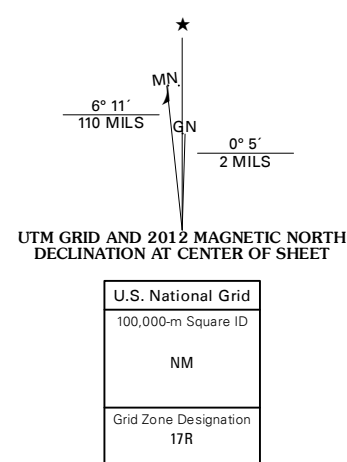 MN.
6° 11´
110 MILS
GN
0° 5´
2 MILS
UTM GRID AND 2012 MAGNETIC NORTH
DECLINATION AT CENTER OF SHEET
U.S. National Grid
100,000-m Square ID
NM
Grid Zone Designation
17R